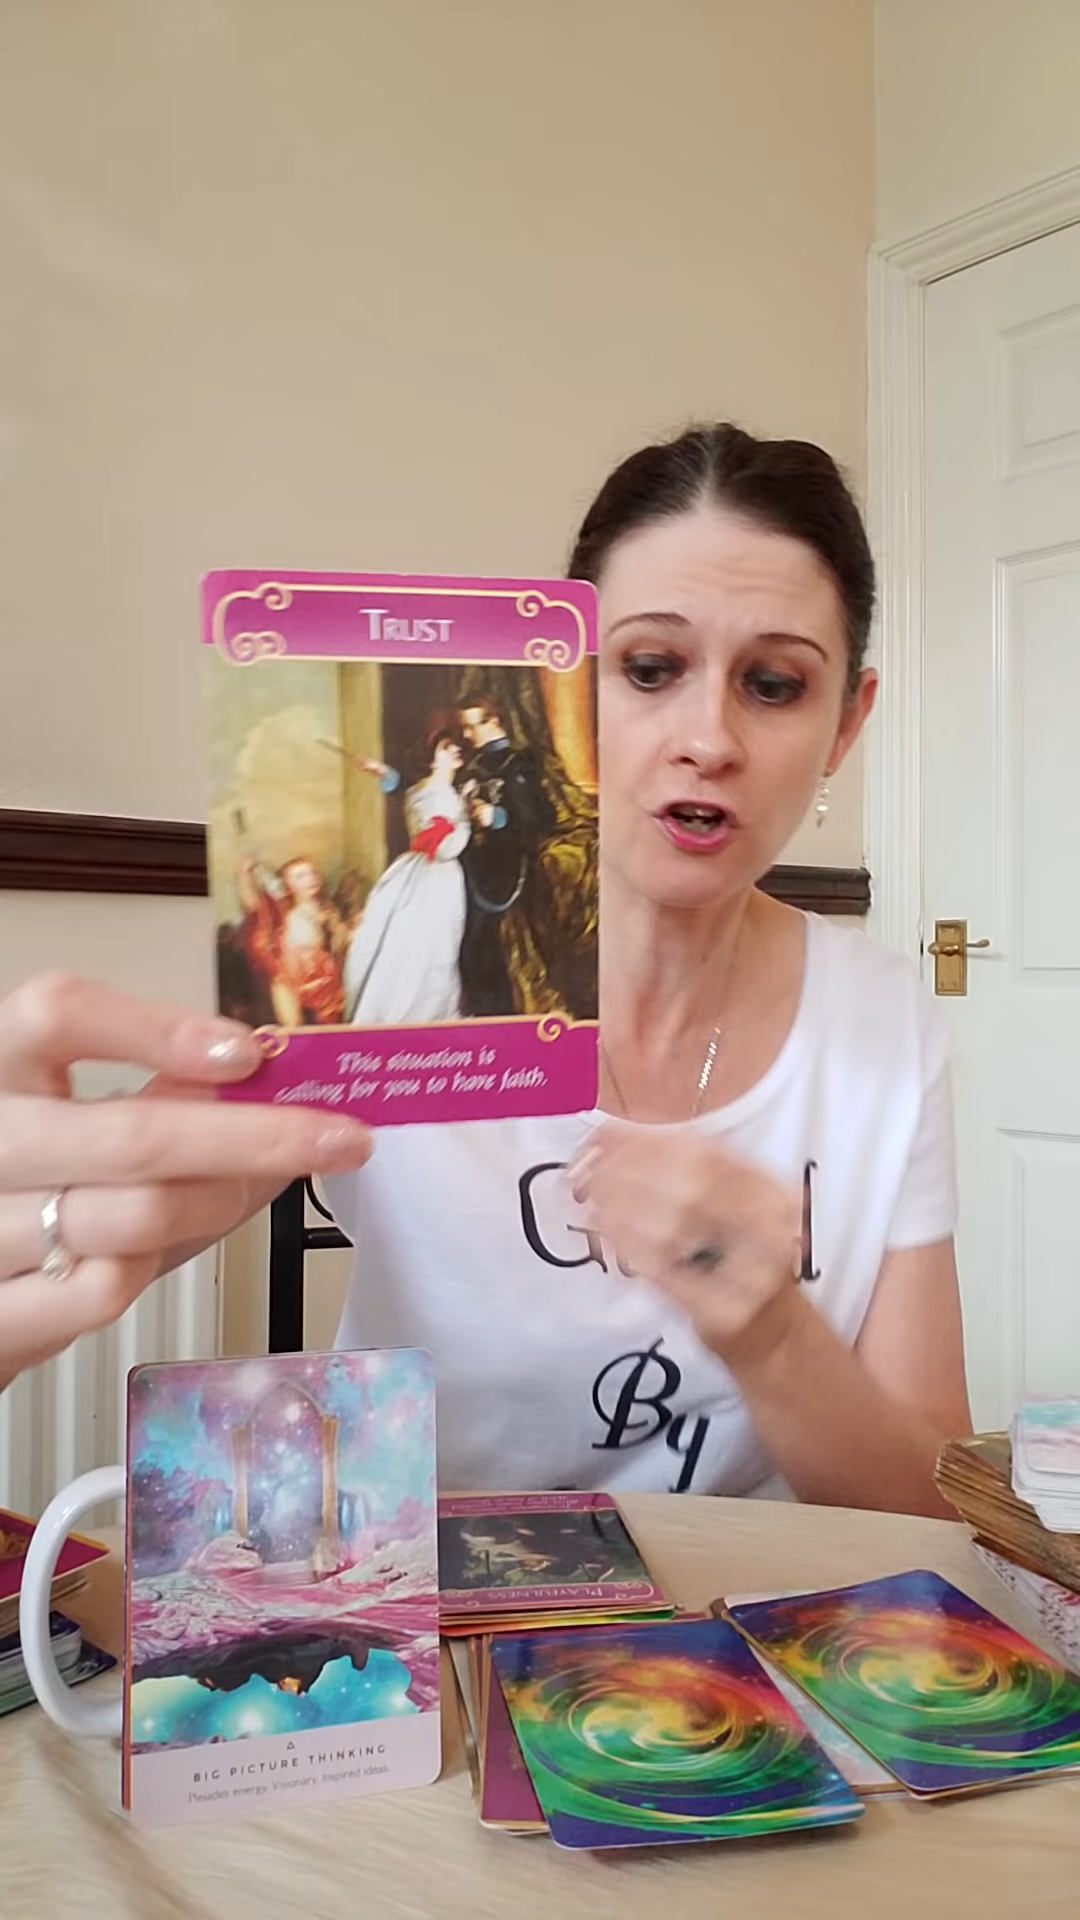 TRUST
This situation is
calling for you to have faith.
By
BIG PICTURE THINKING
Pleiades energy. Visionary. Inspired ideas.
PLAYFULNESS